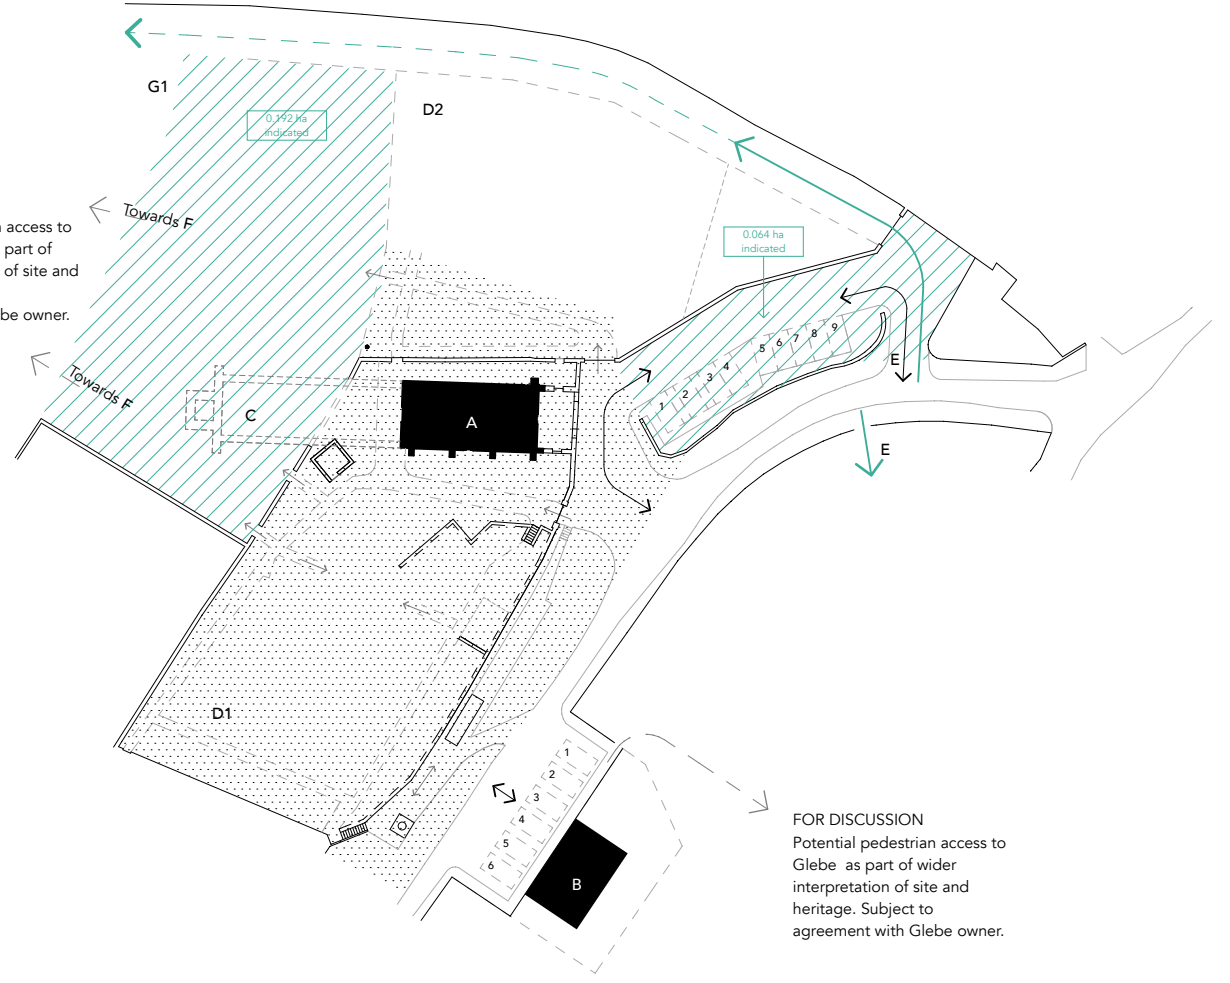 G1
D2
0.192 ha
indicated
Towards F
access to
part of
of site and
be owner.
0.064 ha
indicated
Towards F
C
A
1
2
3
4
5
6
7
8
9
E
E
D1
1
2
3
4
5
6
B
FOR DISCUSSION
Potential pedestrian access to
Glebe as part of wider
interpretation of site and
heritage. Subject to
agreement with Glebe owner.